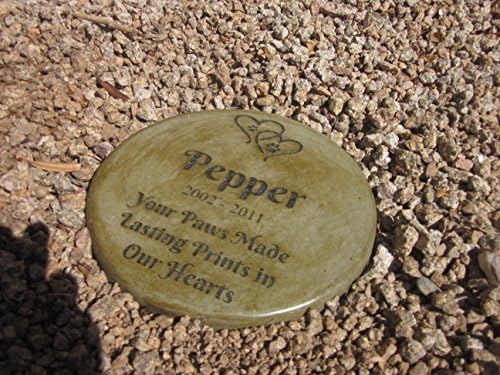 Pepper
2002 - 2011
Your Paws Made
Lasting Prints in
Our Hearts